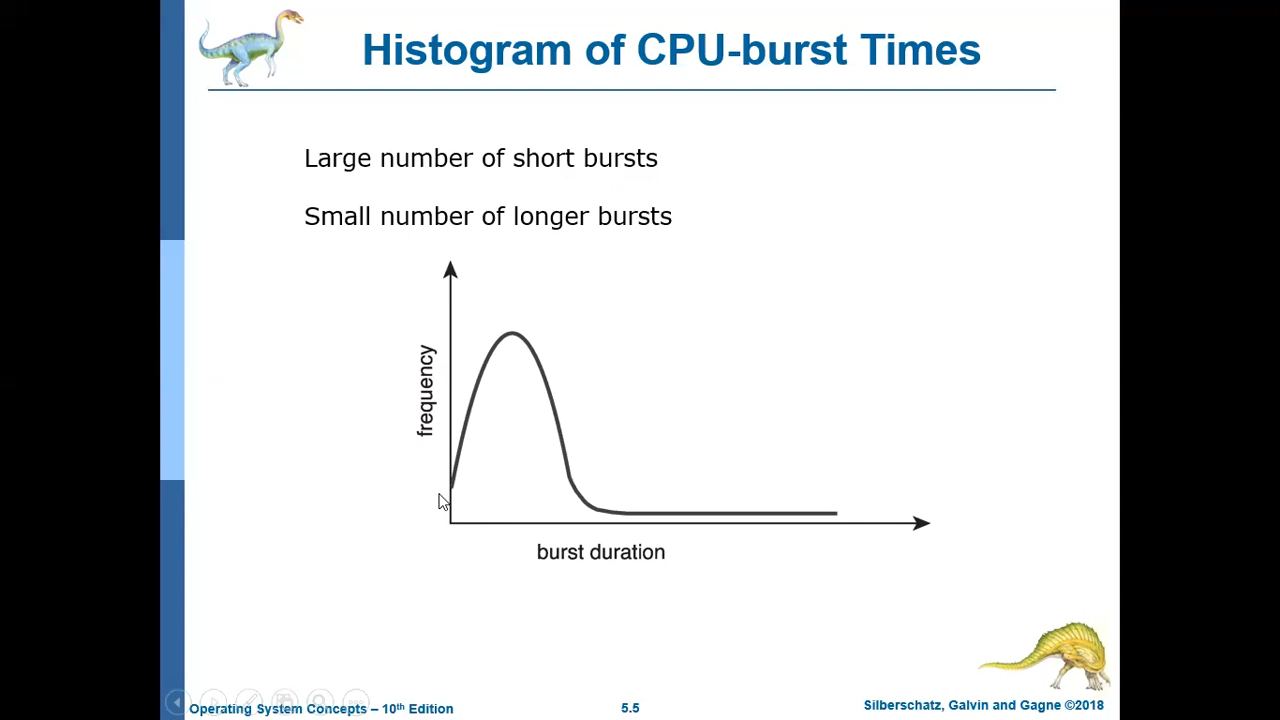 Histogram of CPU-burst Times
Large number of short bursts
Small number of longer bursts
frequency
burst duration
Operating System Concepts – 10th Edition
5.5
Silberschatz, Galvin and Gagne ©2018